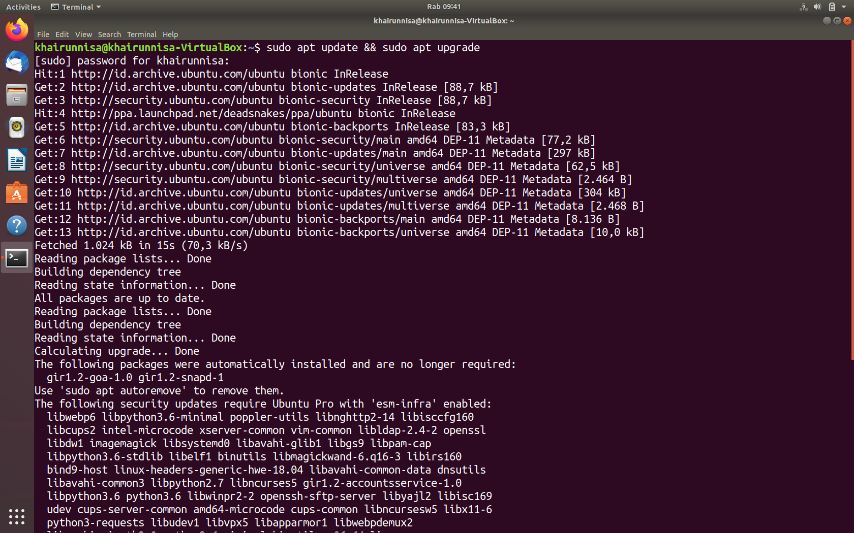 Activities Terminal Rab 09:41
khairunnisa@khairunnisa-VirtualBox: ~
File Edit View Search Terminal Help
khairunnisa@khairunnisa-VirtualBox:~$ sudo apt update && sudo apt upgrade
[sudo] password for khairunnisa:
Hit:1 http://id.archive.ubuntu.com/ubuntu bionic InRelease
Get:2 http://id.archive.ubuntu.com/ubuntu bionic-updates InRelease [88,7 kB]
Get:3 http://security.ubuntu.com/ubuntu bionic-security InRelease [88,7 kB]
Hit:4 http://ppa.launchpad.net/deadsnakes/ppa/ubuntu bionic InRelease
Get:5 http://id.archive.ubuntu.com/ubuntu bionic-backports InRelease [83,3 kB]
Get:6 http://security.ubuntu.com/ubuntu bionic-security/main amd64 DEP-11 Metadata [77,2 kB]
Get:7 http://id.archive.ubuntu.com/ubuntu bionic-updates/main amd64 DEP-11 Metadata [297 kB]
Get:8 http://security.ubuntu.com/ubuntu bionic-security/universe amd64 DEP-11 Metadata [62,5 kB]
Get:9 http://security.ubuntu.com/ubuntu bionic-security/multiverse amd64 DEP-11 Metadata [2.464 B]
Get:10 http://id.archive.ubuntu.com/ubuntu bionic-updates/universe amd64 DEP-11 Metadata [304 kB]
Get:11 http://id.archive.ubuntu.com/ubuntu bionic-updates/multiverse amd64 DEP-11 Metadata [2.468 B]
Get:12 http://id.archive.ubuntu.com/ubuntu bionic-backports/main amd64 DEP-11 Metadata [8.136 B]
Get:13 http://id.archive.ubuntu.com/ubuntu bionic-backports/universe amd64 DEP-11 Metadata [10,0 kB]
Fetched 1.024 kB in 15s (70,3 kB/s)
Reading package lists... Done
Building dependency tree
Reading state information... Done
All packages are up to date.
Reading package lists... Done
Building dependency tree
Reading state information... Done
Calculating upgrade... Done
The following packages were automatically installed and are no longer required:
gir1.2-goa-1.0 gir1.2-snapd-1
Use 'sudo apt autoremove' to remove them.
The following security updates require Ubuntu Pro with 'esm-infra' enabled:
libwebp6 libpython3.6-minimal poppler-utils libnghttp2-14 libisccfg160
libcups2 intel-microcode xserver-common vim-common libldap-2.4-2 openssl
libdw1 imagemagick libsystemd0 libavahi-glib1 libgs9 libpam-cap
libpython3.6-stdlib libelf1 binutils libmagickwand-6.q16-3 libirs160
bind9-host linux-headers-generic-hwe-18.04 libavahi-common-data dnsutils
libavahi-common3 libpython2.7 libncurses5 gir1.2-accountsservice-1.0
libpython3.6 python3.6 libwinpr2-2 openssh-sftp-server libyajl2 libisc169
udev cups-server-common amd64-microcode cups-common libncursesw5 libx11-6
python3-requests libudev1 libvpx5 libapparmor1 libwebpdemux2